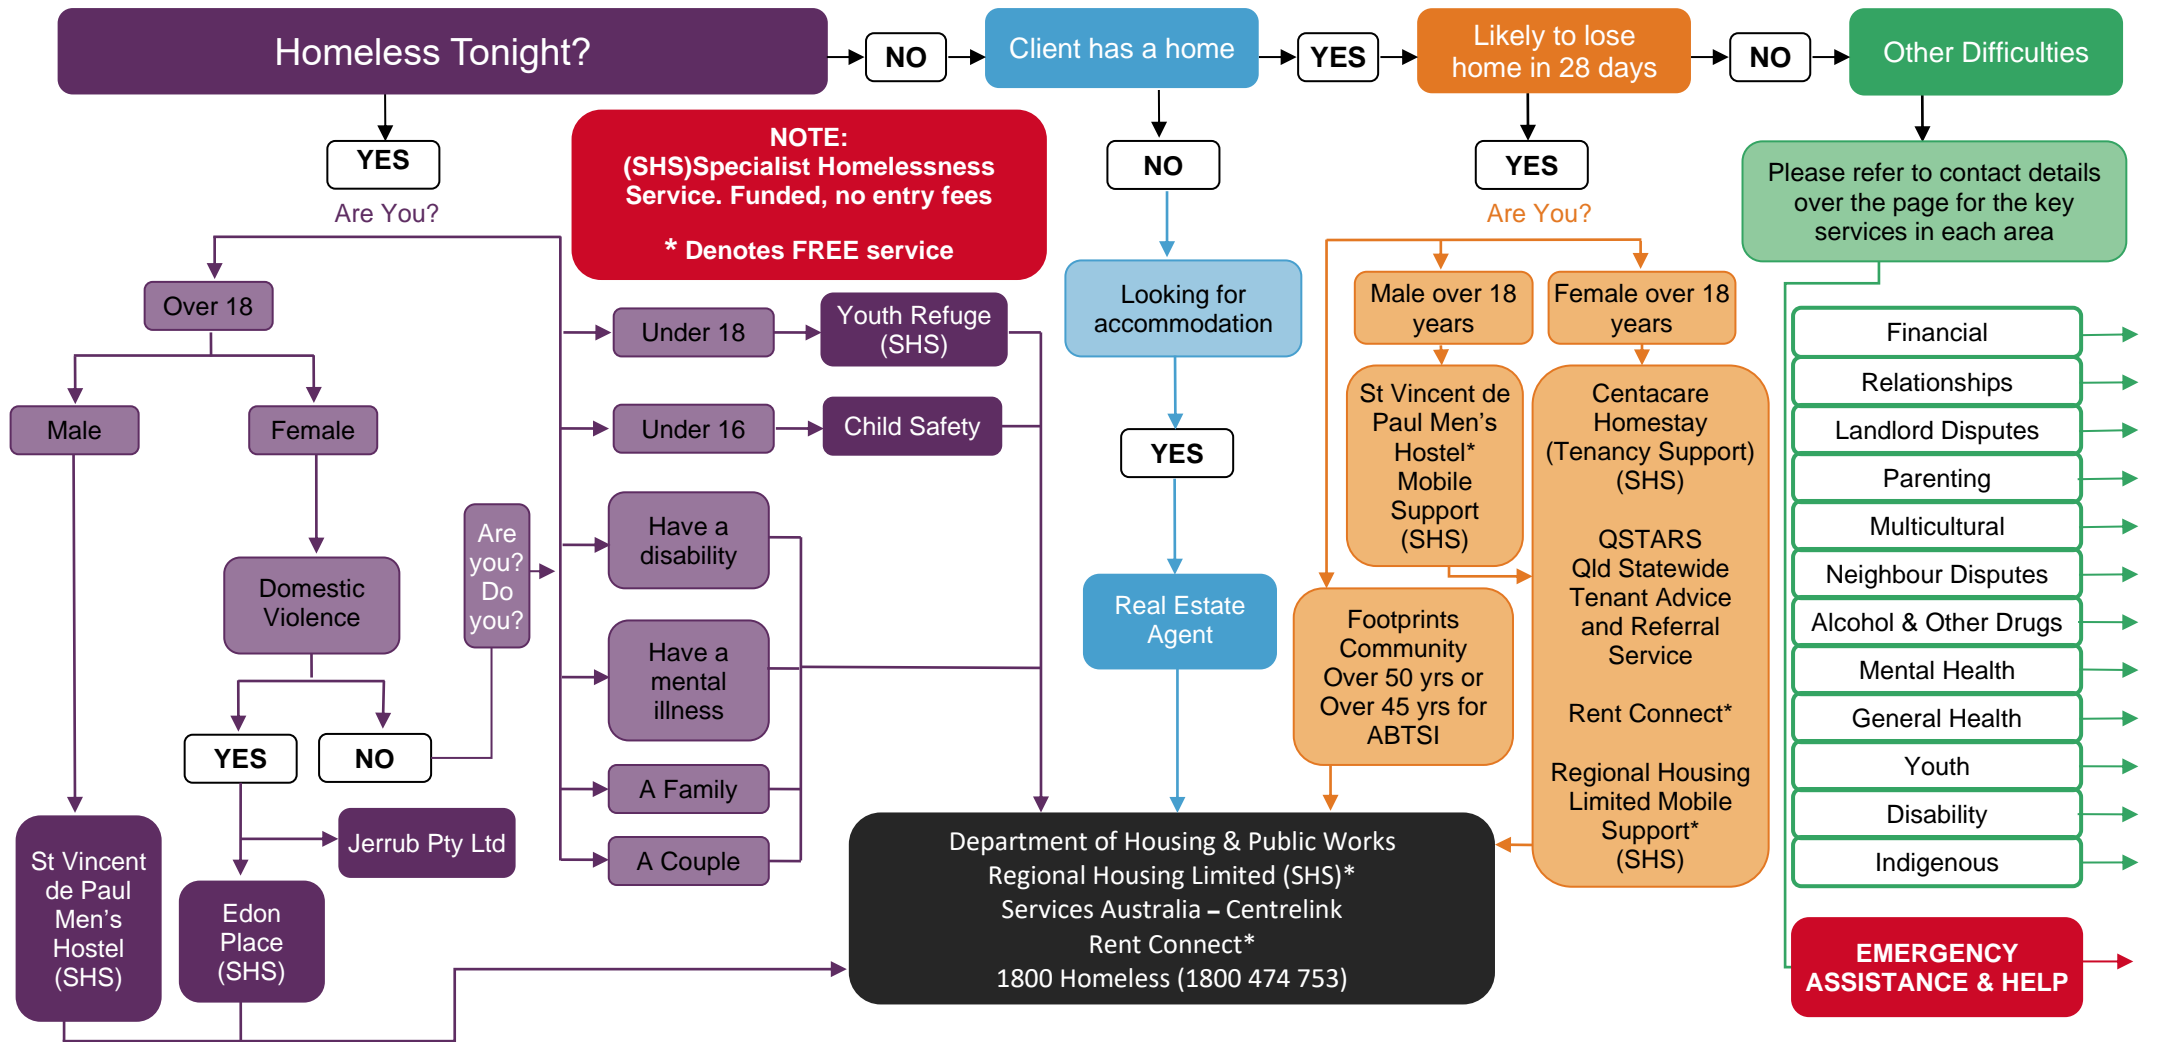 Homeless Tonight?
NO
Client has a home
YES
Likely to lose
home in 28 days
NO
Other Difficulties
YES
Are You?
NOTE:
(SHS)Specialist Homelessness
Service. Funded, no entry fees
* Denotes FREE service
NO
YES
Are You?
Please refer to contact details
over the page for the key
services in each area
Over 18
Male
Female
Domestic
Violence
YES
NO
Are
you?
Do
you?
Jerrub Pty Ltd
St Vincent
de Paul
Men's
Hostel
(SHS)
Edon
Place
(SHS)
Under 18
Youth Refuge
(SHS)
Under 16
Child Safety
Have a
disability
Have a
mental
illness
A Family
A Couple
Looking for
accommodation
YES
Real Estate
Agent
Male over 18
years
Female over 18
years
St Vincent de
Paul Men's
Hostel*
Mobile
Support
(SHS)
Centacare
Homestay
(Tenancy Support)
(SHS)
QSTARS
Qld Statewide
Tenant Advice
and Referral
Service
Rent Connect*
Regional Housing
Limited Mobile
Support*
(SHS)
Footprints
Community
Over 50 yrs or
Over 45 yrs for
ABTSI
Department of Housing & Public Works
Regional Housing Limited (SHS)*
Services Australia – Centrelink
Rent Connect*
1800 Homeless (1800 474 753)
Financial
Relationships
Landlord Disputes
Parenting
Multicultural
Neighbour Disputes
Alcohol & Other Drugs
Mental Health
General Health
Youth
Disability
Indigenous
EMERGENCY
ASSISTANCE & HELP